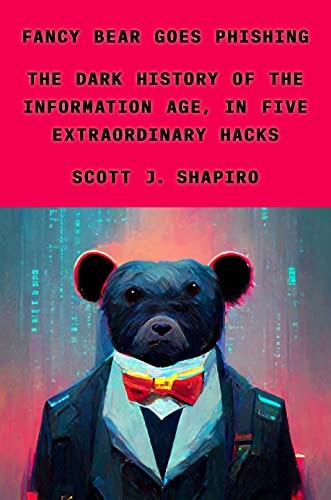 FANCY BEAR GOES PHISHING
THE DARK HISTORY OF THE
INFORMATION AGE, IN FIVE
EXTRAORDINARY HACKS
SCOTT J. SHAPIRO